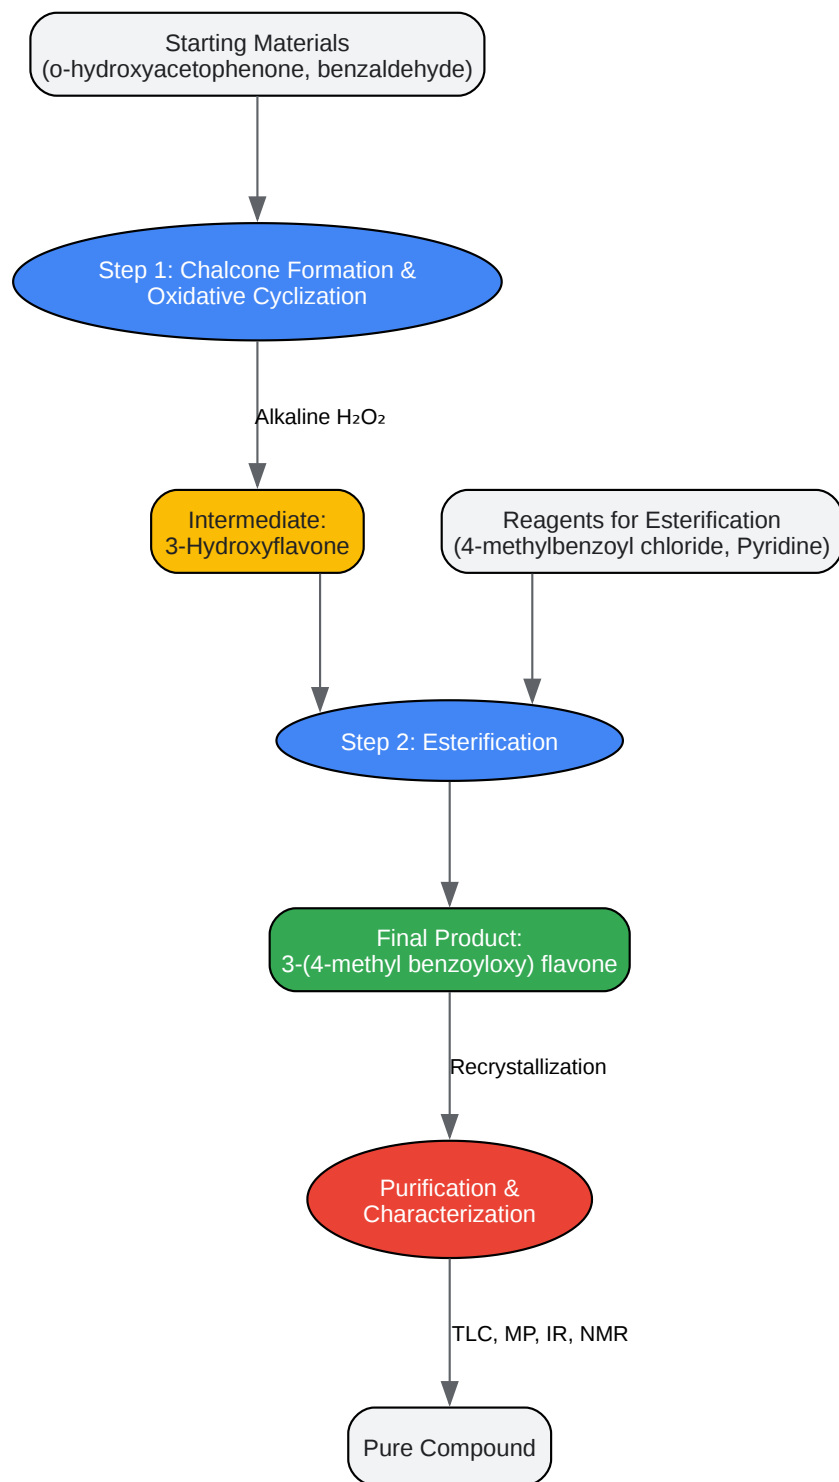 Starting Materials
(o-hydroxyacetophenone, benzaldehyde)
Step 1: Chalcone Formation &
Oxidative Cyclization
Alkaline H₂O₂
Intermediate:
3-Hydroxyflavone
Reagents for Esterification
(4-methylbenzoyl chloride, Pyridine)
Step 2: Esterification
Final Product:
3-(4-methyl benzoyloxy) flavone
Recrystallization
Purification &
Characterization
TLC, MP, IR, NMR
Pure Compound